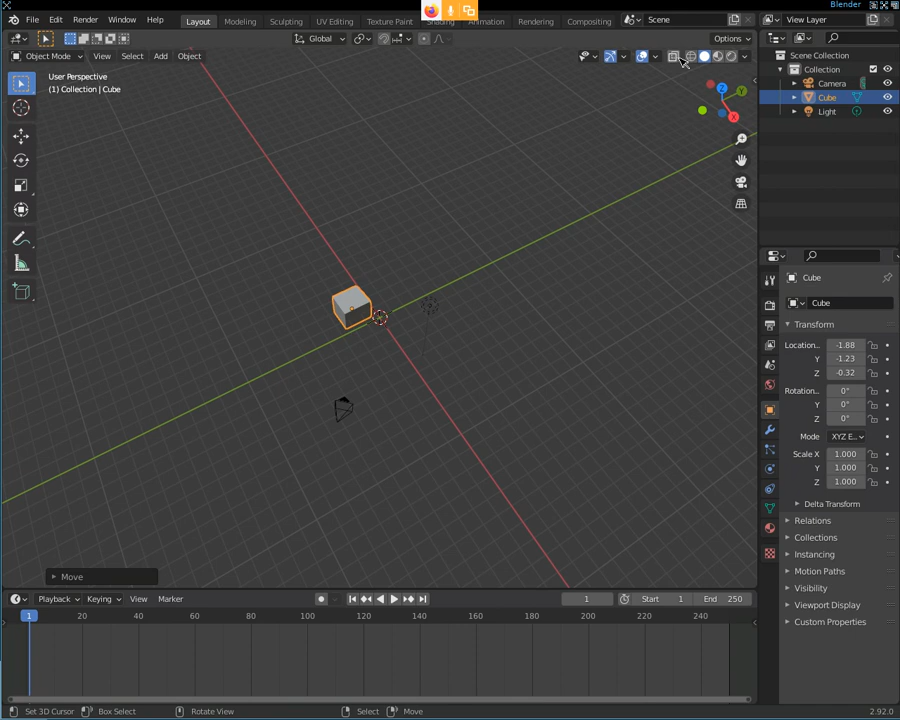 Blender
File Edit Render Window Help
Layout Modeling Sculpting UV Editing Texture Paint Animation Rendering Compositing Scene View Layer
Global Options
Object Mode View Select Add Object
User Perspective
(1) Collection | Cube
Z Y X
Scene Collection
Collection
Camera
Cube
Light
Cube
Cube
Transform
Location... -1.88
Y -1.23
Z -0.32
Rotation... 0°
Y 0°
Z 0°
Mode XYZ E...
Scale X 1.000
Y 1.000
Z 1.000
Delta Transform
Relations
Collections
Instancing
Motion Paths
Visibility
Viewport Display
Custom Properties
Move
Playback Keying View Marker 1 Start 1 End 250
1 20 40 60 80 100 120 140 160 180 200 220 240
Set 3D Cursor Box Select Rotate View Select Move 2.92.0